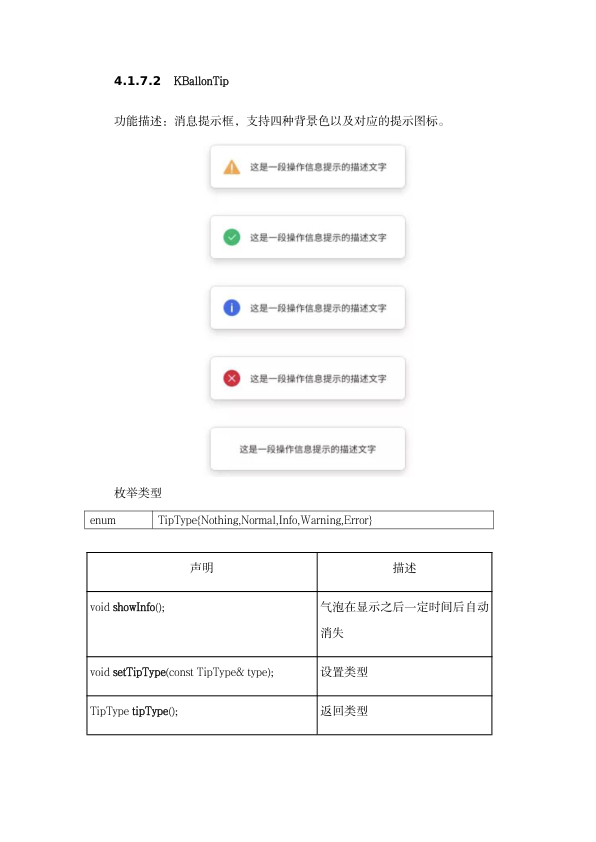 4.1.7.2 KBallonTip
功能描述：消息提示框，支持四种背景色以及对应的提示图标。
这是一段操作信息提示的描述文字
这是一段操作信息提示的描述文字
这是一段操作信息提示的描述文字
这是一段操作信息提示的描述文字
这是一段操作信息提示的描述文字
枚举类型
enum TipType{Nothing,Normal,Info,Warning,Error}
声明 描述
void showInfo(); 气泡在显示之后一定时间后自动
消失
void setTipType(const TipType& type); 设置类型
TipType tipType(); 返回类型